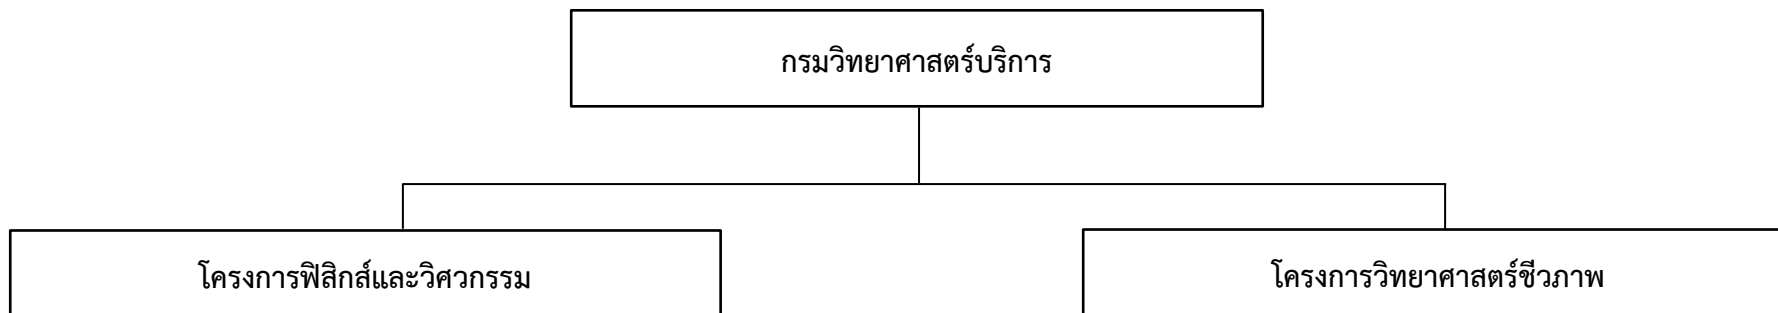 กรมวิทยาศาสตร์บริการ
โครงการฟิสิกส์และวิศวกรรม
โครงการวิทยาศาสตร์ชีวภาพ